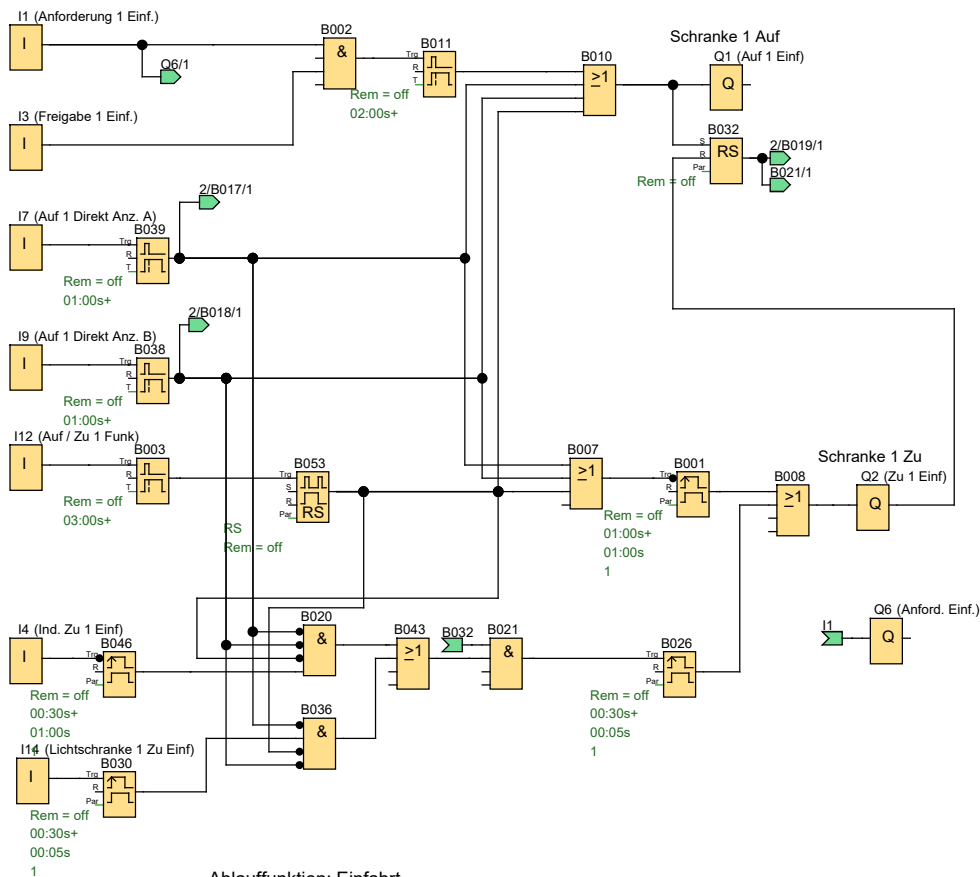 I1 (Anforderung 1 Einf.)
I
Q6/1
B002
&
B011
Trg
R
T
Rem = off
02:00s+
B010
≥1
Schranke 1 Auf
Q1 (Auf 1 Einf)
Q
I3 (Freigabe 1 Einf.)
I
B032
S
R
Par
RS
Rem = off
2/B019/1
B021/1
2/B017/1
I7 (Auf 1 Direkt Anz. A)
I
B039
Trg
R
T
Rem = off
01:00s+
2/B018/1
I9 (Auf 1 Direkt Anz. B)
I
B038
Trg
R
T
Rem = off
01:00s+
I12 (Auf / Zu 1 Funk)
I
B003
Trg
R
T
Rem = off
03:00s+
B053
Trg
S
R
Par
RS
RS
Rem = off
B007
≥1
B001
Trg
R
Par
Rem = off
01:00s+
01:00s
1
B008
≥1
Schranke 1 Zu
Q2 (Zu 1 Einf)
Q
I4 (Ind. Zu 1 Einf)
I
B046
Trg
R
Par
Rem = off
00:30s+
01:00s
B020
&
B043
≥1
B032
B021
&
B026
Trg
R
Par
Rem = off
00:30s+
00:05s
1
I1
Q6 (Anford. Einf.)
Q
B036
&
I14 (Lichtschranke 1 Zu Einf)
I
B030
Trg
R
Par
Rem = off
00:30s+
00:05s
1
Ablauffunktion: Einfahrt